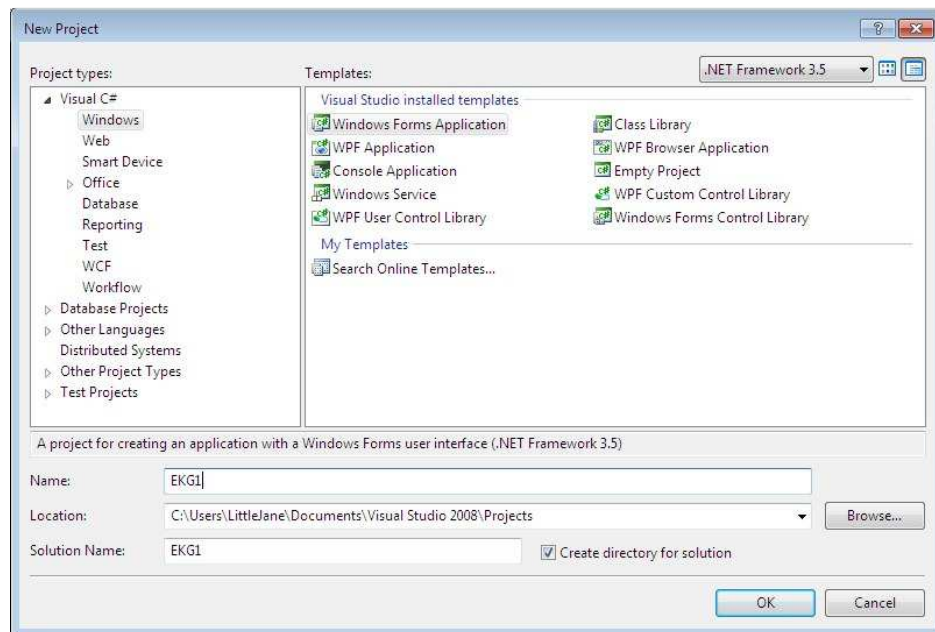 New Project
Project types:
Templates:
.NET Framework 3.5
Visual C#
Windows
Web
Smart Device
Office
Database
Reporting
Test
WCF
Workflow
Database Projects
Other Languages
Distributed Systems
Other Project Types
Test Projects
Visual Studio installed templates
Windows Forms Application
Class Library
WPF Application
WPF Browser Application
Console Application
Empty Project
Windows Service
WPF Custom Control Library
WPF User Control Library
Windows Forms Control Library
My Templates
Search Online Templates...
A project for creating an application with a Windows Forms user interface (.NET Framework 3.5)
Name:
EKG1
Location:
C:\Users\LittleJane\Documents\Visual Studio 2008\Projects
Browse...
Solution Name:
EKG1
Create directory for solution
OK
Cancel